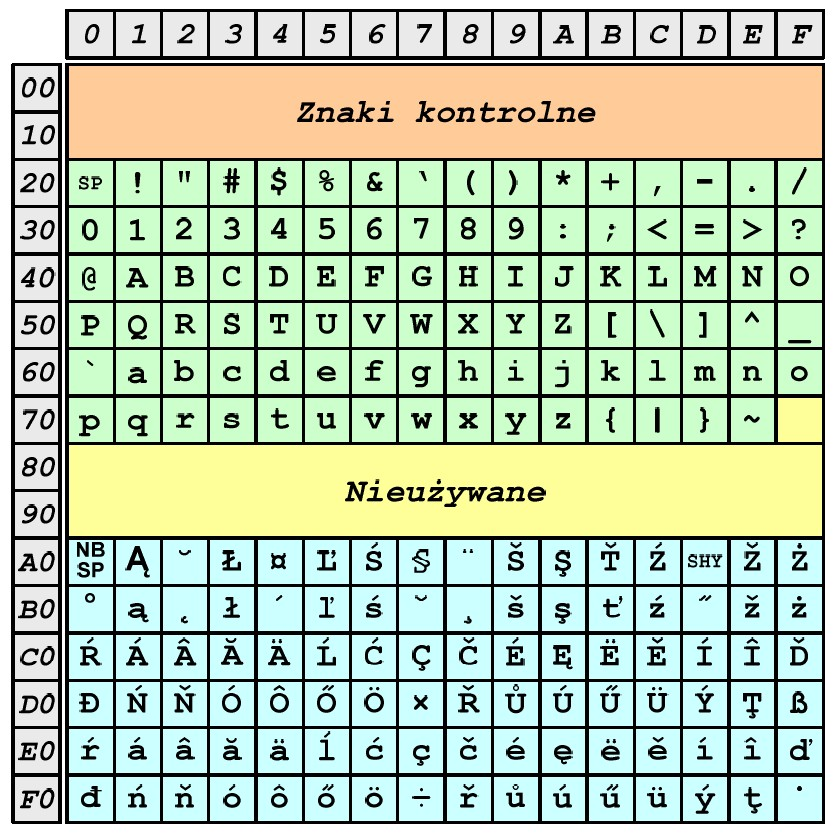 0 1 2 3 4 5 6 7 8 9 A B C D E F
00
Znaki kontrolne
10
20 SP ! " # $ % & ` ( ) * + , - . /
30 0 1 2 3 4 5 6 7 8 9 : ; < = > ?
40 @ A B C D E F G H I J K L M N O
50 P Q R S T U V W X Y Z [ \ ] ^ _
60 ` a b c d e f g h i j k l m n o
70 p q r s t u v w x y z { | } ~
80
Nieużywane
90
A0 NB SP Ą ˘ Ł ¤ Ľ Ś § ¨ Š Ş Ť Ź SHY Ž Ż
B0 ° ą ˛ ł ´ ľ ś ˇ ¸ š ş ť ź ˝ ž ż
C0 Ŕ Á Â Ă Ä Ĺ Ć Ç Č É Ę Ë Ě Í Î Ď
D0 Đ Ń Ň Ó Ô Ő Ö × Ř Ů Ú Ű Ü Ý Ţ ß
E0 ŕ á â ă ä ĺ ć ç č é ę ë ě í î ď
F0 đ ń ň ó ô ő ö ÷ ř ů ú ű ü ý ţ ˙